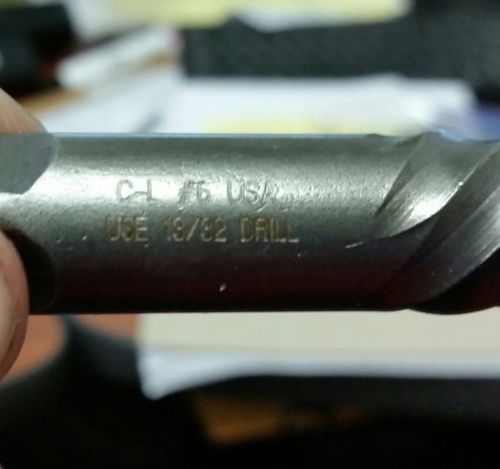 C-L #6 USA
USE 13/32 DRILL